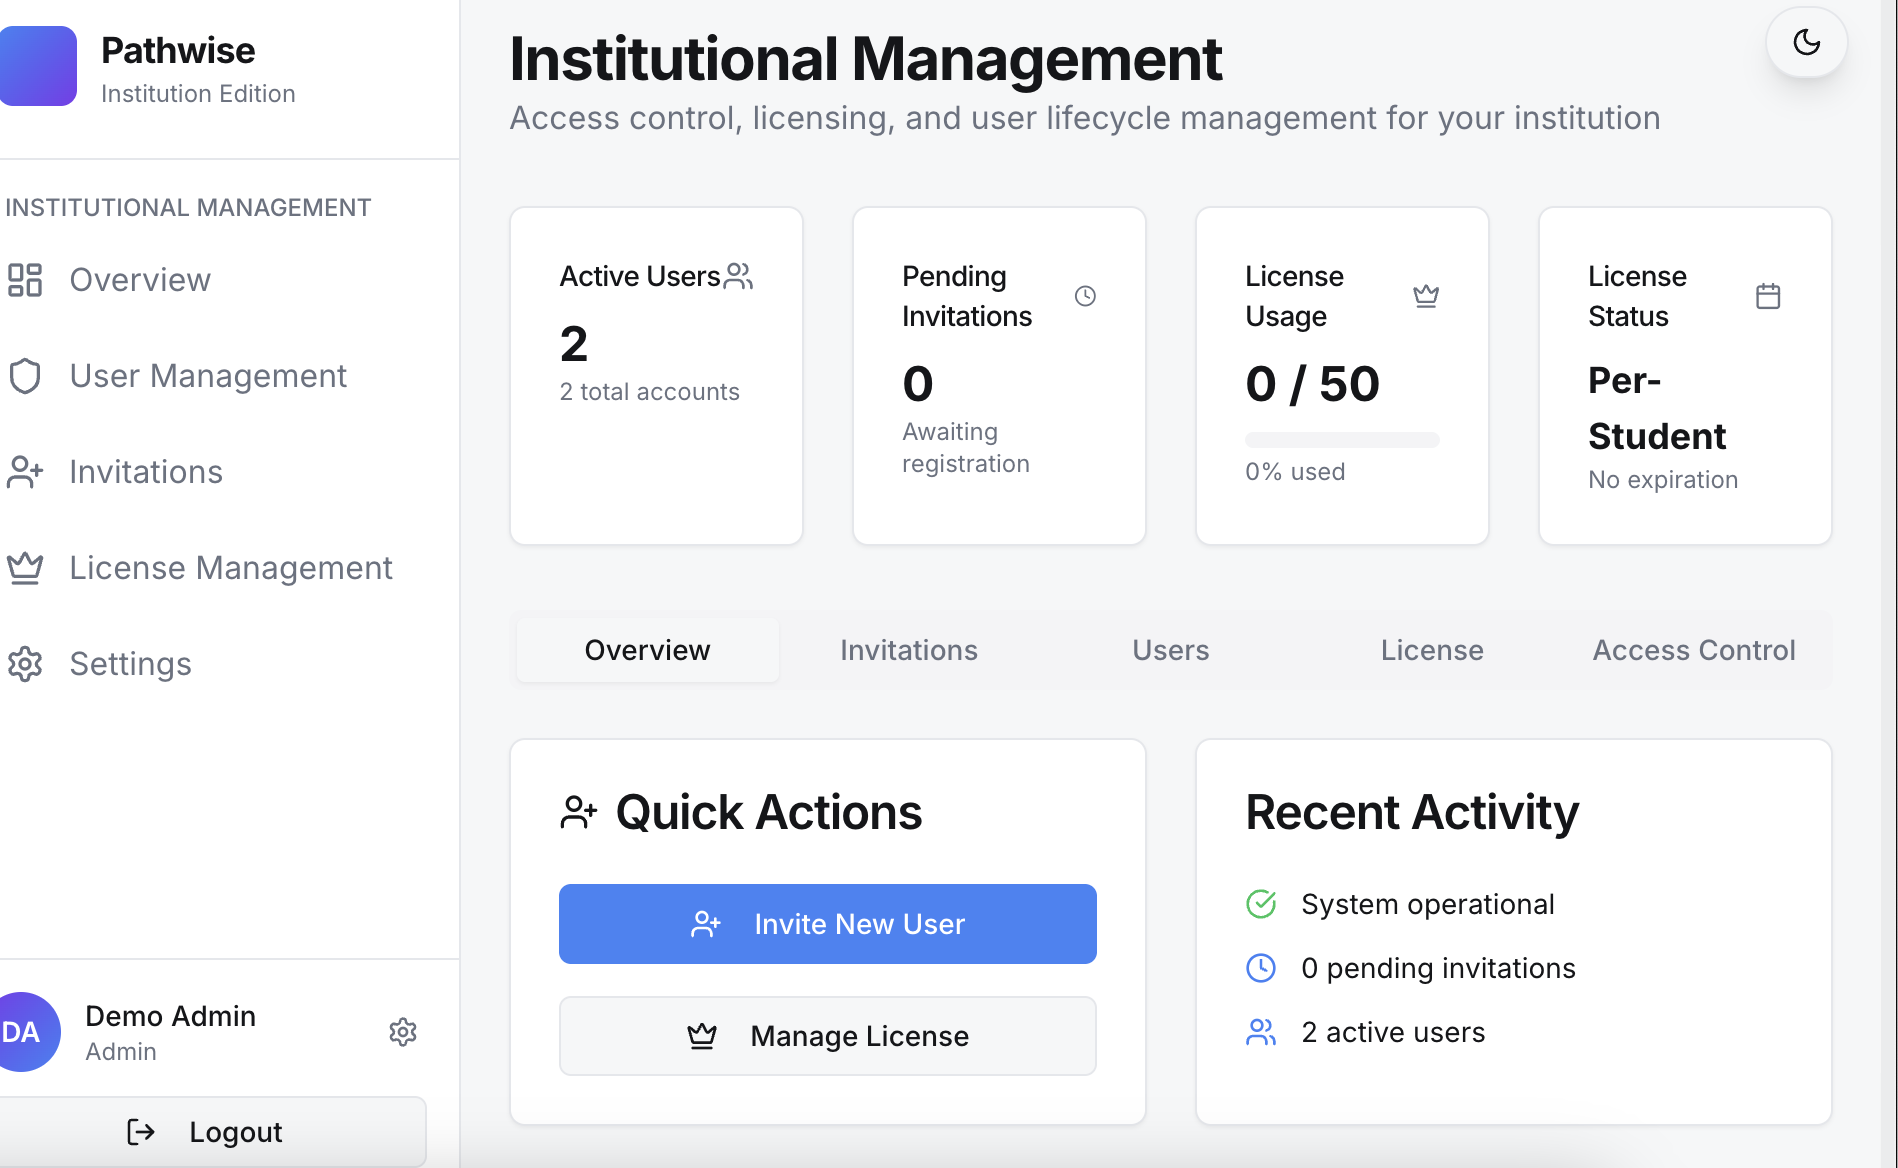 Pathwise
Institution Edition
INSTITUTIONAL MANAGEMENT
Overview
User Management
Invitations
License Management
Settings
DA
Demo Admin
Admin
Logout
Institutional Management
Access control, licensing, and user lifecycle management for your institution
Active Users
2
2 total accounts
Pending
Invitations
0
Awaiting
registration
License
Usage
0 / 50
0% used
License
Status
Per-
Student
No expiration
Overview
Invitations
Users
License
Access Control
Quick Actions
Invite New User
Manage License
Recent Activity
System operational
0 pending invitations
2 active users